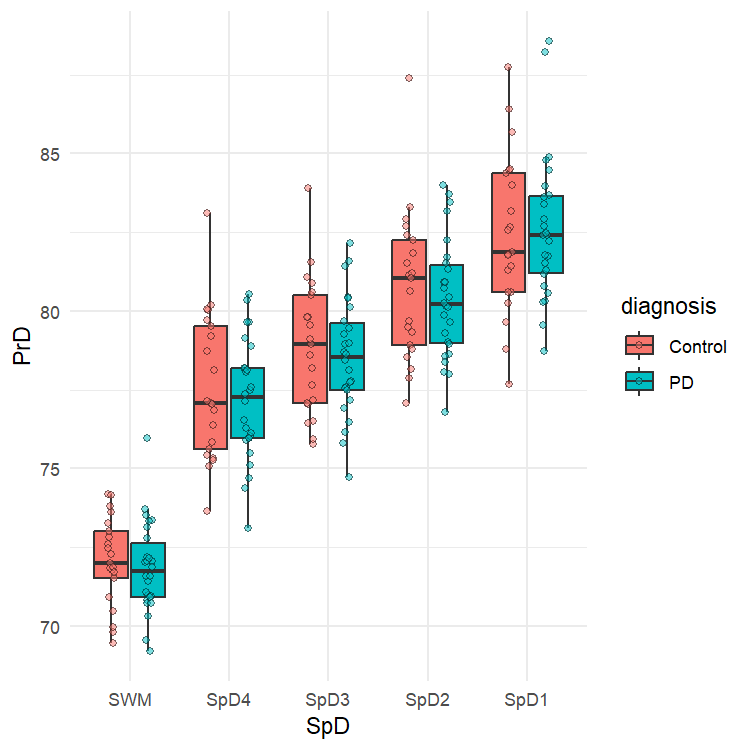 85
80
75
70
PrD
SWM SpD4 SpD3 SpD2 SpD1
SpD
diagnosis
Control
PD